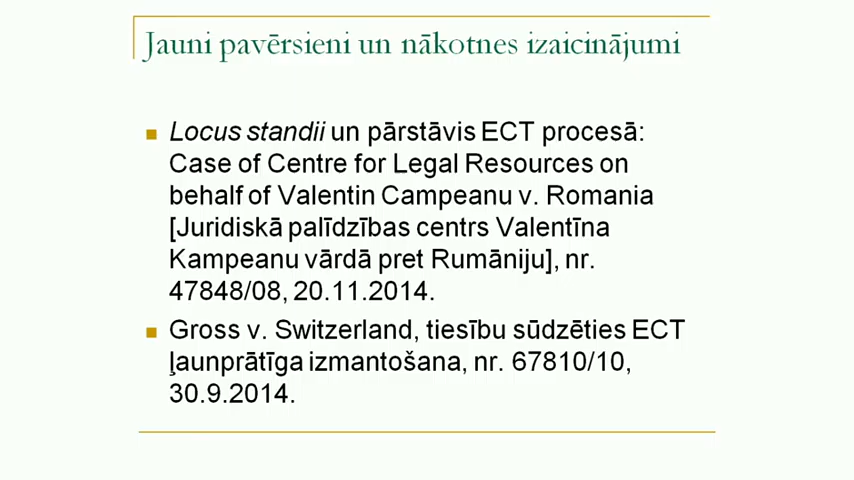 Jauni pavērsieni un nākotnes izaicinājumi
Locus standii un pārstāvis ECT procesā:
Case of Centre for Legal Resources on
behalf of Valentin Campeanu v. Romania
[Juridiskā palīdzības centrs Valentīna
Kampeanu vārdā pret Rumāniju], nr.
47848/08, 20.11.2014.
Gross v. Switzerland, tiesību sūdzēties ECT
ļaunprātīga izmantošana, nr. 67810/10,
30.9.2014.